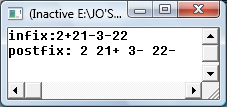 (Inactive E:\JO'S...
infix:2+21-3-22
postfix: 2 21+ 3- 22-